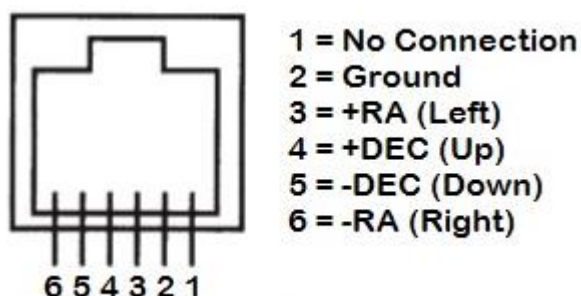 1 = No Connection
2 = Ground
3 = +RA (Left)
4 = +DEC (Up)
5 = -DEC (Down)
6 = -RA (Right)
6 5 4 3 2 1